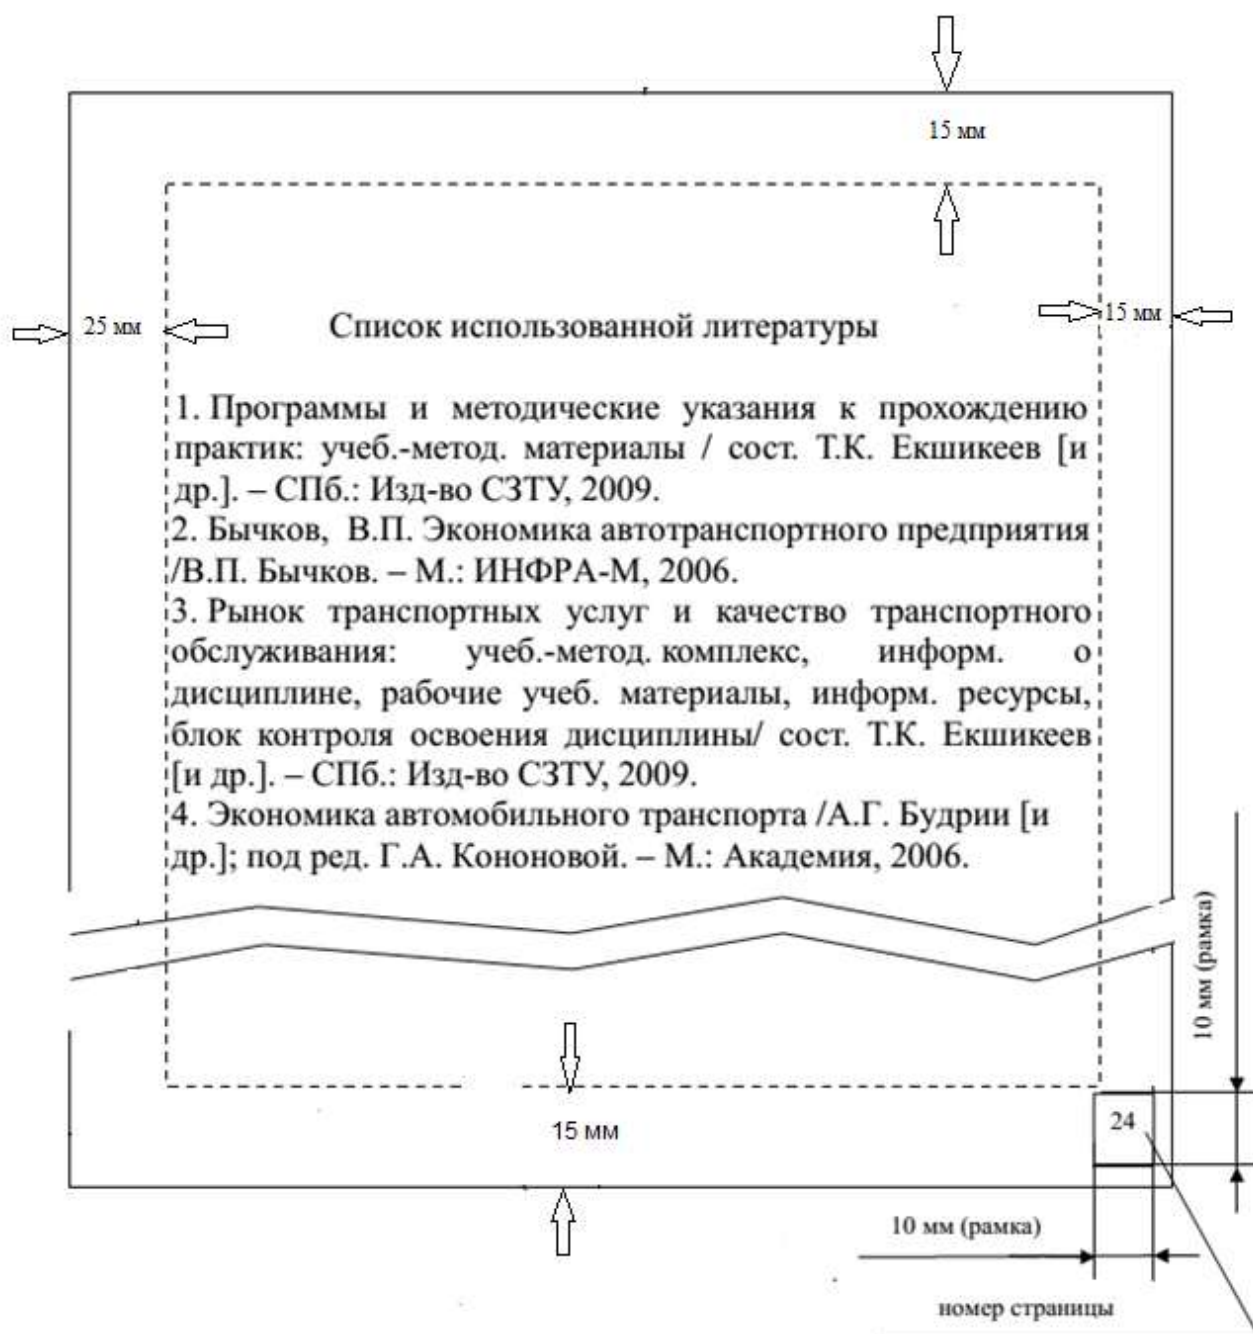 15 мм
25 мм
15 мм
Список использованной литературы
1. Программы и методические указания к прохождению
практик: учеб.-метод. материалы / сост. Т.К. Екшикеев [и
др.]. – СПб.: Изд-во СЗТУ, 2009.
2. Бычков, В.П. Экономика автотранспортного предприятия
/В.П. Бычков. – М.: ИНФРА-М, 2006.
3. Рынок транспортных услуг и качество транспортного
обслуживания: учеб.-метод. комплекс, информ. о
дисциплине, рабочие учеб. материалы, информ. ресурсы,
блок контроля освоения дисциплины/ сост. Т.К. Екшикеев
[и др.]. – СПб.: Изд-во СЗТУ, 2009.
4. Экономика автомобильного транспорта /А.Г. Будрии [и
др.]; под ред. Г.А. Кононовой. – М.: Академия, 2006.
10 мм (рамка)
24
15 мм
10 мм (рамка)
номер страницы